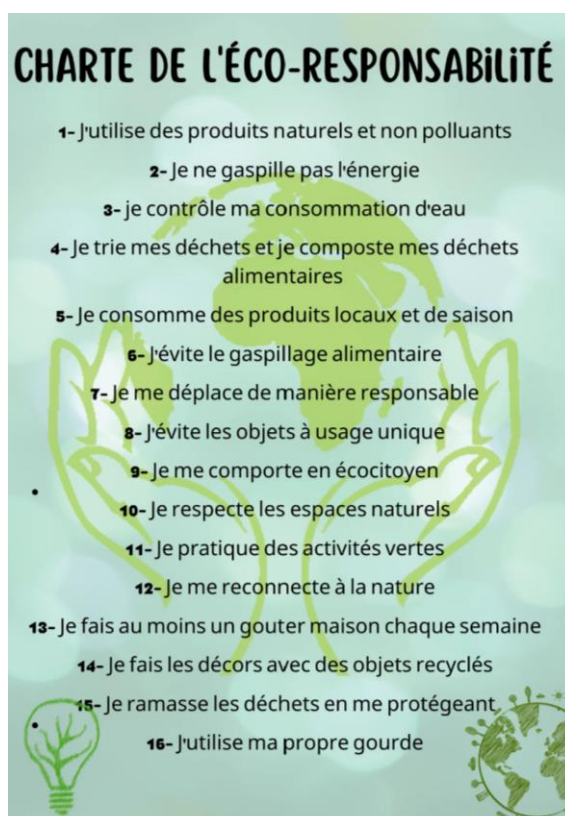 CHARTE DE L'ÉCO-RESPONSABiLiTÉ
1- J'utilise des produits naturels et non polluants
2- Je ne gaspille pas l'énergie
3- je contrôle ma consommation d'eau
4- Je trie mes déchets et je composte mes déchets
alimentaires
5- Je consomme des produits locaux et de saison
6- J'évite le gaspillage alimentaire
7- Je me déplace de manière responsable
8- J'évite les objets à usage unique
9- Je me comporte en écocitoyen
10- Je respecte les espaces naturels
11- Je pratique des activités vertes
12- Je me reconnecte à la nature
13- Je fais au moins un gouter maison chaque semaine
14- Je fais les décors avec des objets recyclés
15- Je ramasse les déchets en me protégeant
16- J'utilise ma propre gourde